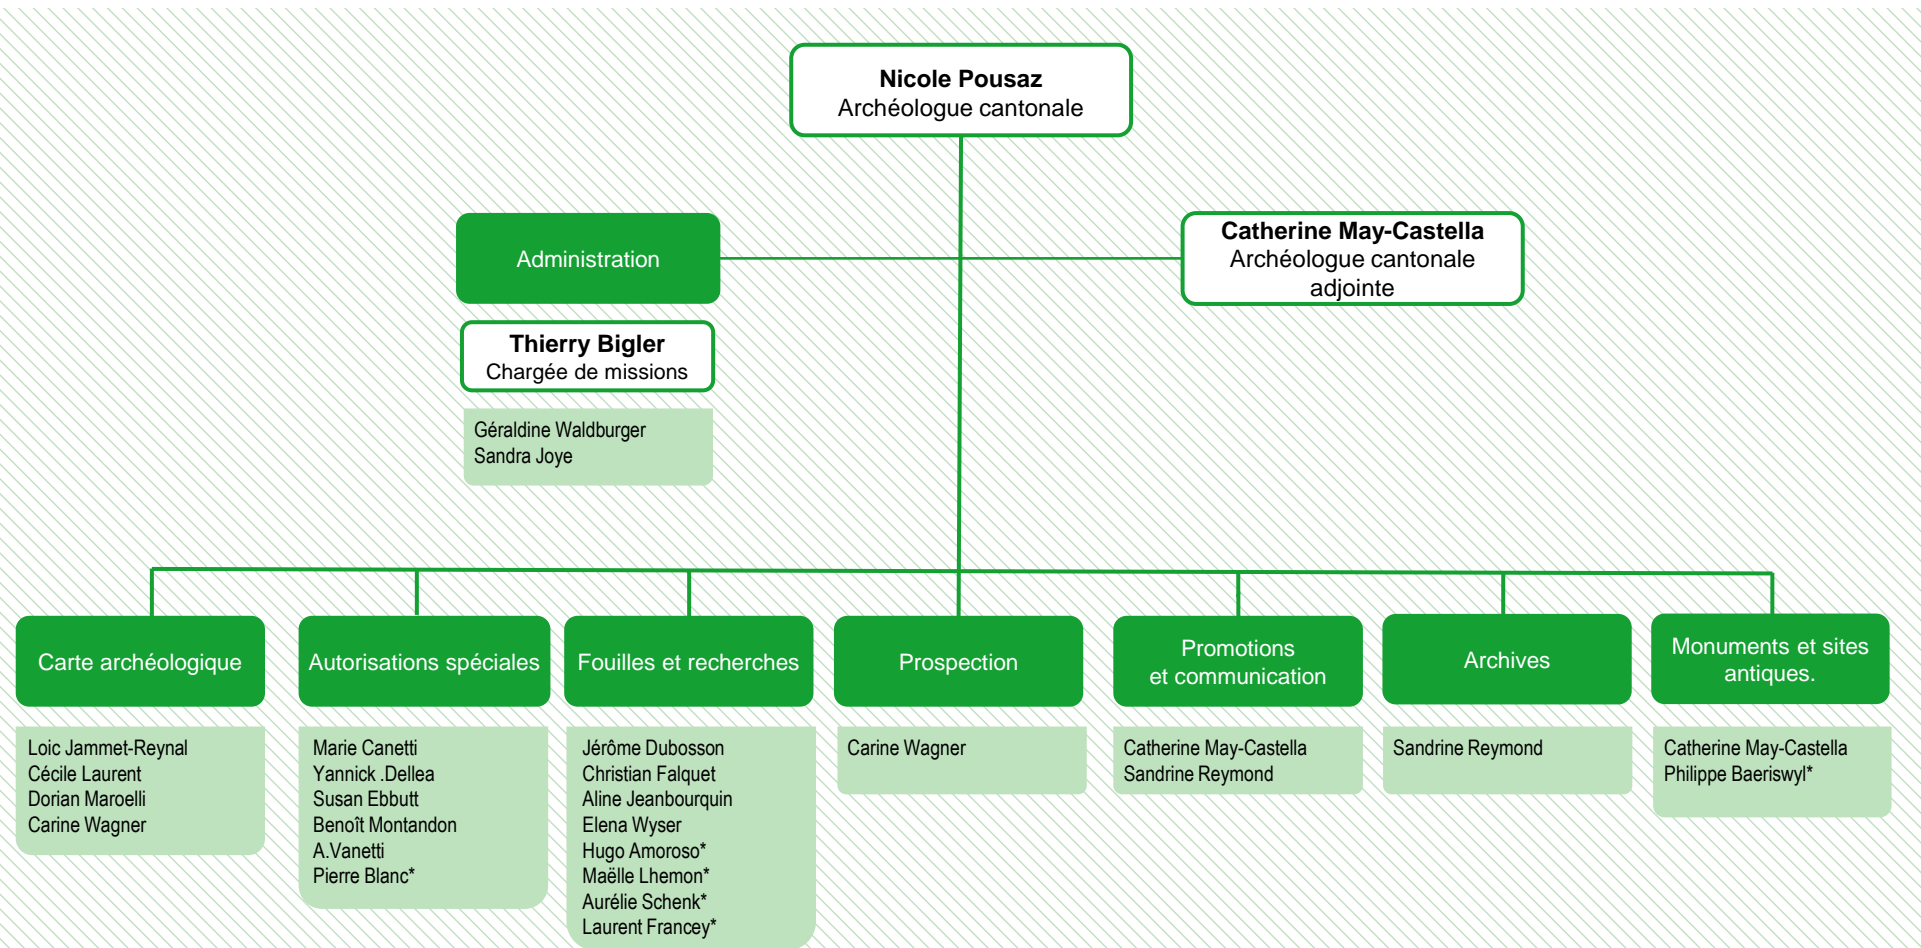 Nicole Pousaz
Archéologue cantonale
Administration
Catherine May-Castella
Archéologue cantonale
adjointe
Thierry Bigler
Chargée de missions
Géraldine Waldburger
Sandra Joye
Carte archéologique
Loic Jammet-Reynal
Cécile Laurent
Dorian Maroelli
Carine Wagner
Autorisations spéciales
Marie Canetti
Yannick .Dellea
Susan Ebbutt
Benoît Montandon
A.Vanetti
Pierre Blanc*
Fouilles et recherches
Jérôme Dubosson
Christian Falquet
Aline Jeanbourquin
Elena Wyser
Hugo Amoroso*
Maëlle Lhemon*
Aurélie Schenk*
Laurent Francey*
Prospection
Carine Wagner
Promotions
et communication
Catherine May-Castella
Sandrine Reymond
Archives
Sandrine Reymond
Monuments et sites
antiques.
Catherine May-Castella
Philippe Baeriswyl*